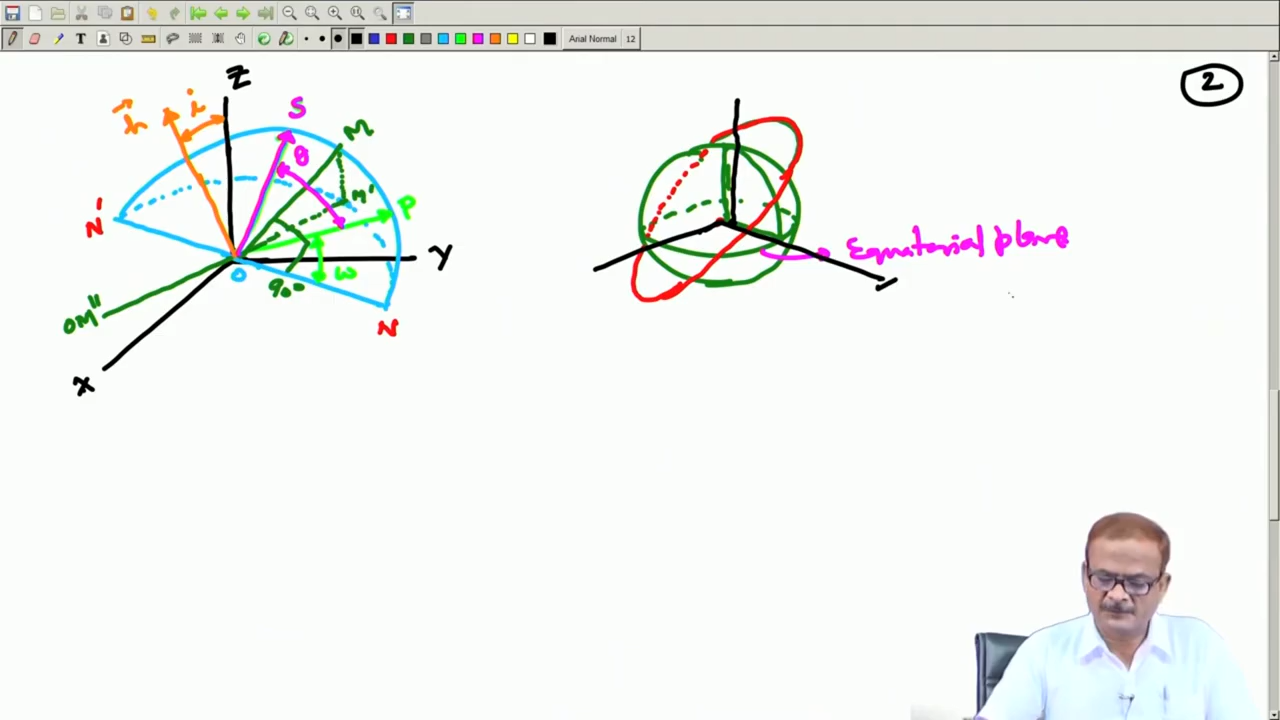 Arial Normal 12
2
Z
h i S
θ M
N' M' P
Y
O 90° ω
OM"
N
X
Equatorial plane